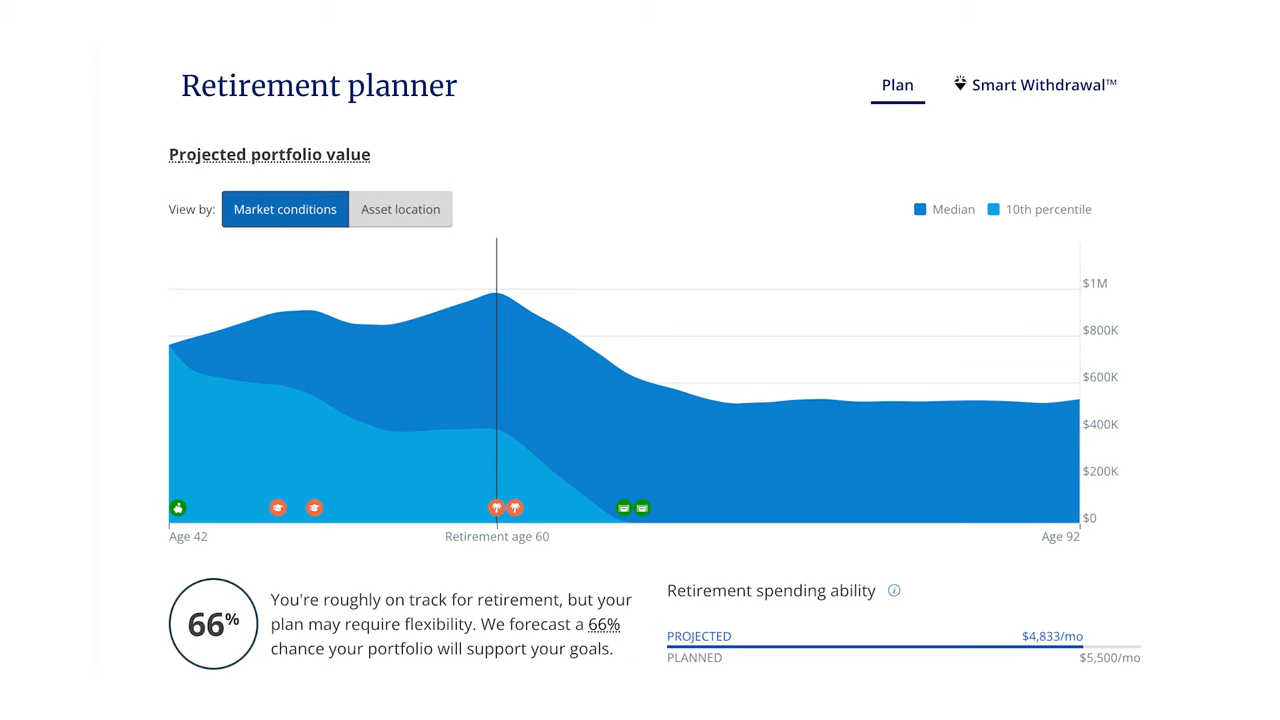 Retirement planner
Plan
Smart Withdrawal™
Projected portfolio value
View by:
Market conditions
Asset location
Median
10th percentile
$1M
$800K
$600K
$400K
$200K
$0
Age 42
Retirement age 60
Age 92
66%
You're roughly on track for retirement, but your
plan may require flexibility. We forecast a 66%
chance your portfolio will support your goals.
Retirement spending ability
PROJECTED
$4,833/mo
PLANNED
$5,500/mo